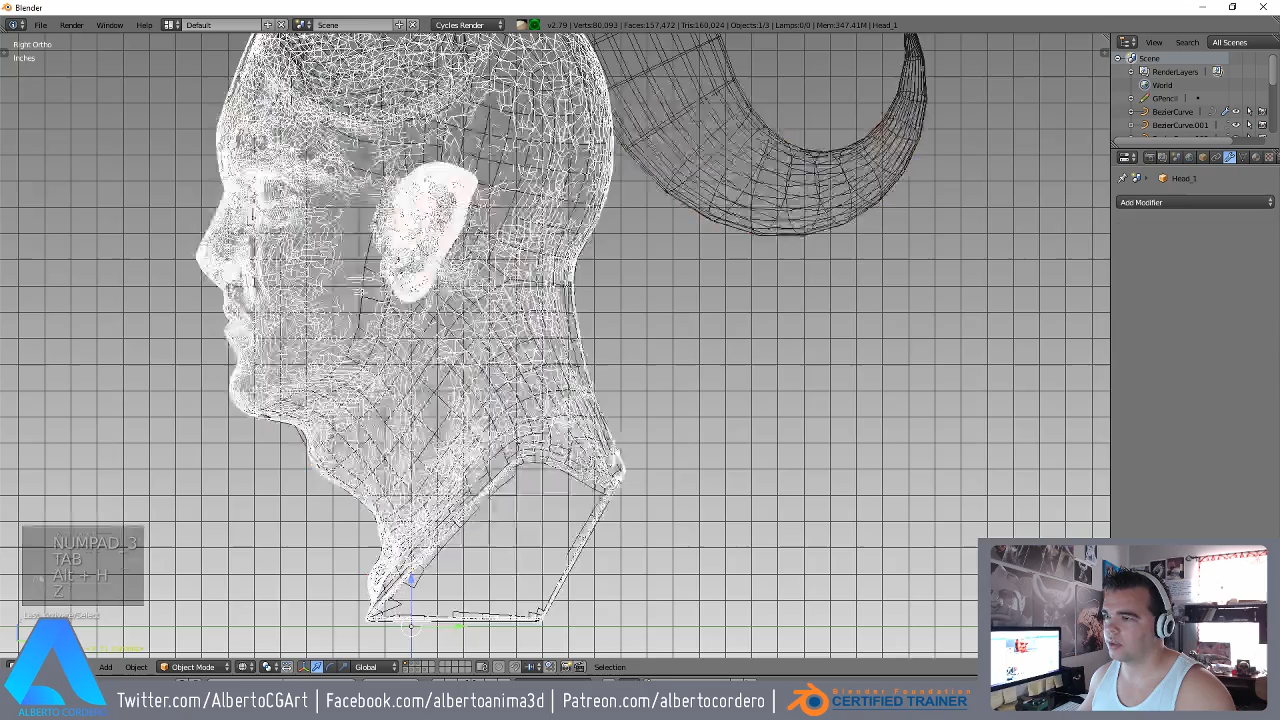 Blender
File Render Window Help Default Scene Cycles Render v2.79 | Verts:80,093 | Faces:157,472 | Tris:160,024 | Objects:1/3 | Lamps:0/0 | Mem:347.41M | Head_1
Right Ortho
Inches
View Search All Scenes
Scene
RenderLayers
World
GPencil
BezierCurve
BezierCurve.001
Head_1
Add Modifier
NUMPAD_3
TAB
Alt + H
Z
Add Object Object Mode Global Selection
ALBERTO CORDERO
Twitter.com/AlbertoCGArt | Facebook.com/albertoanima3d | Patreon.com/albertocordero |
Blender Foundation
CERTIFIED TRAINER